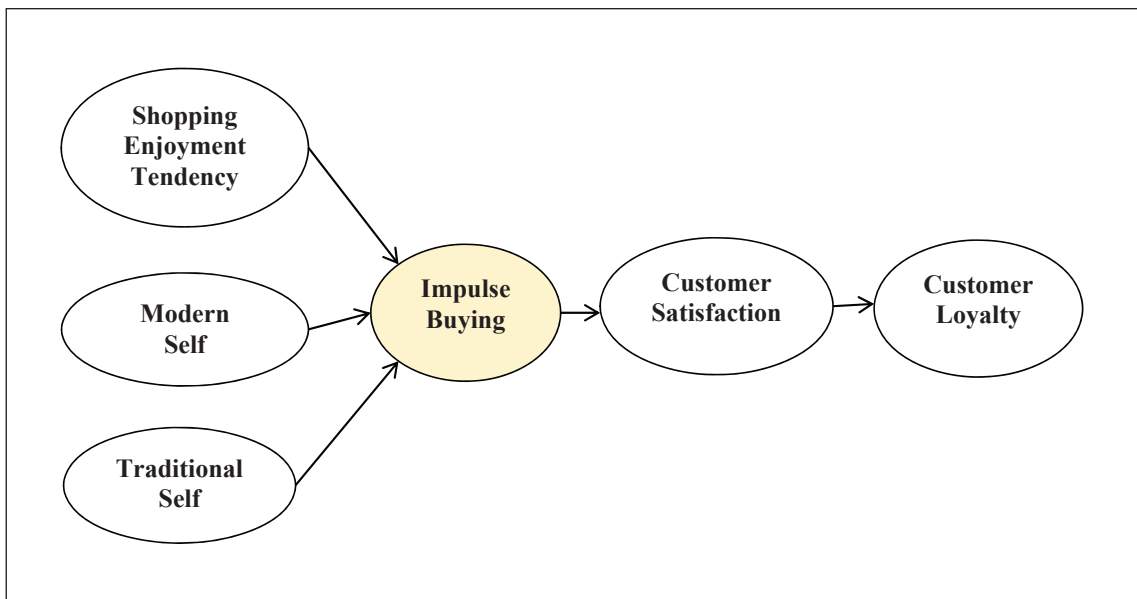 Shopping
Enjoyment
Tendency
Modern
Self
Traditional
Self
Impulse
Buying
Customer
Satisfaction
Customer
Loyalty